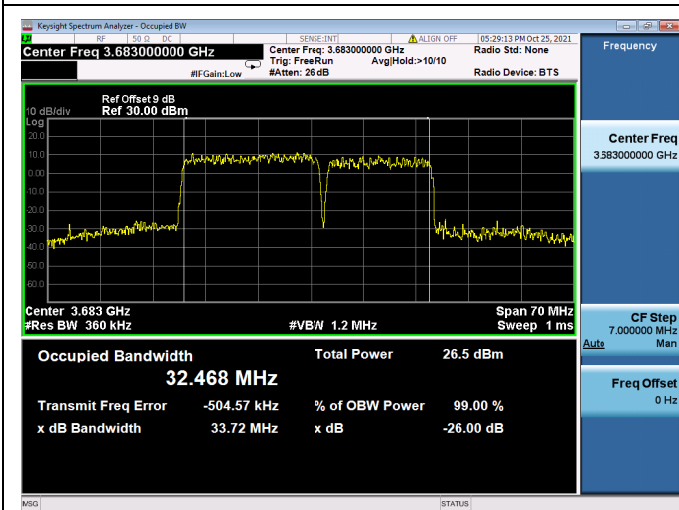 Keysight Spectrum Analyzer - Occupied BW
RF 50 Ω DC SENSE:INT ALIGN OFF 05:29:13 PM Oct 25, 2021
Center Freq 3.683000000 GHz Center Freq: 3.683000000 GHz Radio Std: None Frequency
Trig: FreeRun Avg|Hold:>10/10
#IFGain:Low #Atten: 26 dB Radio Device: BTS
Ref Offset 9 dB
10 dB/div Ref 30.00 dBm
Log
20.0
10.0
0.00
-10.0
-20.0
-30.0
-40.0
-50.0
-60.0
Center Freq
3.683000000 GHz
Center 3.683 GHz Span 70 MHz
#Res BW 360 kHz #VBW 1.2 MHz Sweep 1 ms
CF Step
7.000000 MHz
Auto Man
Occupied Bandwidth Total Power 26.5 dBm
32.468 MHz
Freq Offset
0 Hz
Transmit Freq Error -504.57 kHz % of OBW Power 99.00 %
x dB Bandwidth 33.72 MHz x dB -26.00 dB
MSG STATUS